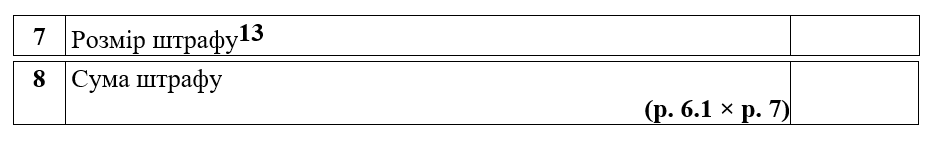 7 Розмір штрафу13
8 Сума штрафу
(р. 6.1 × р. 7)